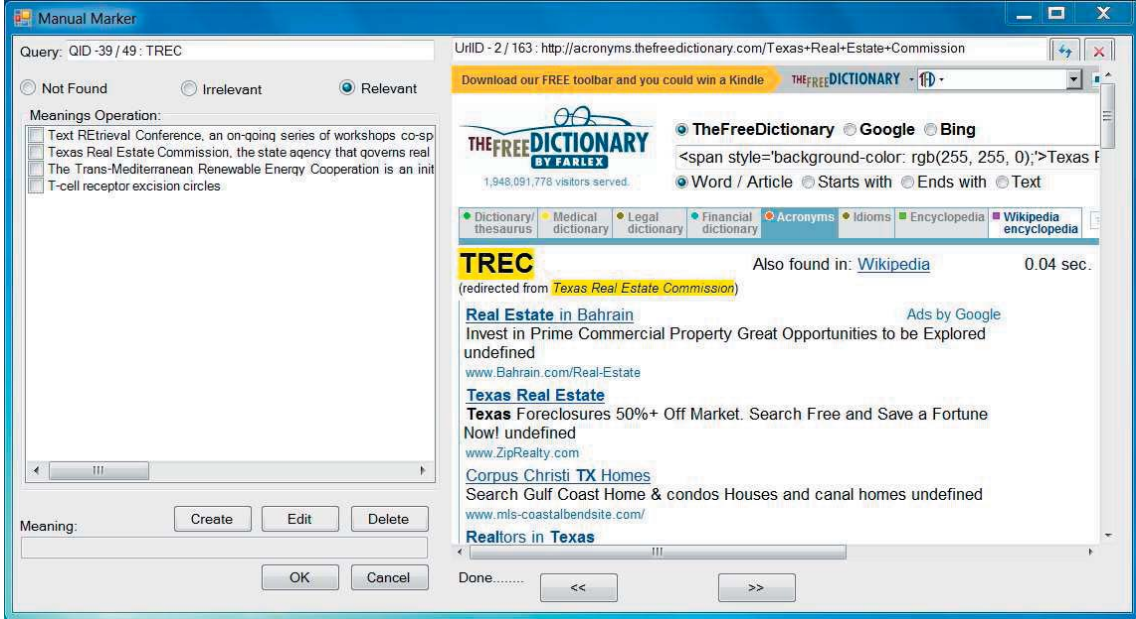 Manual Marker
Query: QID -39 / 49 : TREC
Not Found Irrelevant Relevant
Meanings Operation:
Text REtrieval Conference, an on-going series of workshops co-sp
Texas Real Estate Commission, the state agency that governs real
The Trans-Mediterranean Renewable Energy Cooperation is an init
T-cell receptor excision circles
Meaning:
Create Edit Delete
OK Cancel
UrlID - 2 / 163 : http://acronyms.thefreedictionary.com/Texas+Real+Estate+Commission
Download our FREE toolbar and you could win a Kindle THEFREEDICTIONARY
THEFREEDICTIONARY
BY FARLEX
1,948,091,778 visitors served.
TheFreeDictionary Google Bing
<span style='background-color: rgb(255, 255, 0);'>Texas R
Word / Article Starts with Ends with Text
Dictionary/ thesaurus Medical dictionary Legal dictionary Financial dictionary Acronyms Idioms Encyclopedia Wikipedia encyclopedia
TREC Also found in: Wikipedia 0.04 sec.
(redirected from Texas Real Estate Commission)
Real Estate in Bahrain Ads by Google
Invest in Prime Commercial Property Great Opportunities to be Explored
undefined
www.Bahrain.com/Real-Estate
Texas Real Estate
Texas Foreclosures 50%+ Off Market. Search Free and Save a Fortune
Now! undefined
www.ZipRealty.com
Corpus Christi TX Homes
Search Gulf Coast Home & condos Houses and canal homes undefined
www.mls-coastalbendsite.com/
Realtors in Texas
Done........ << >>